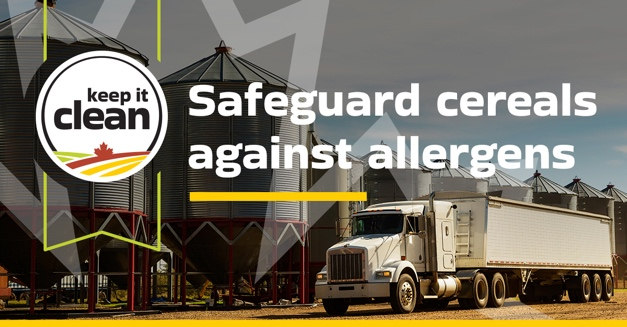 keep it
clean
Safeguard cereals
against allergens